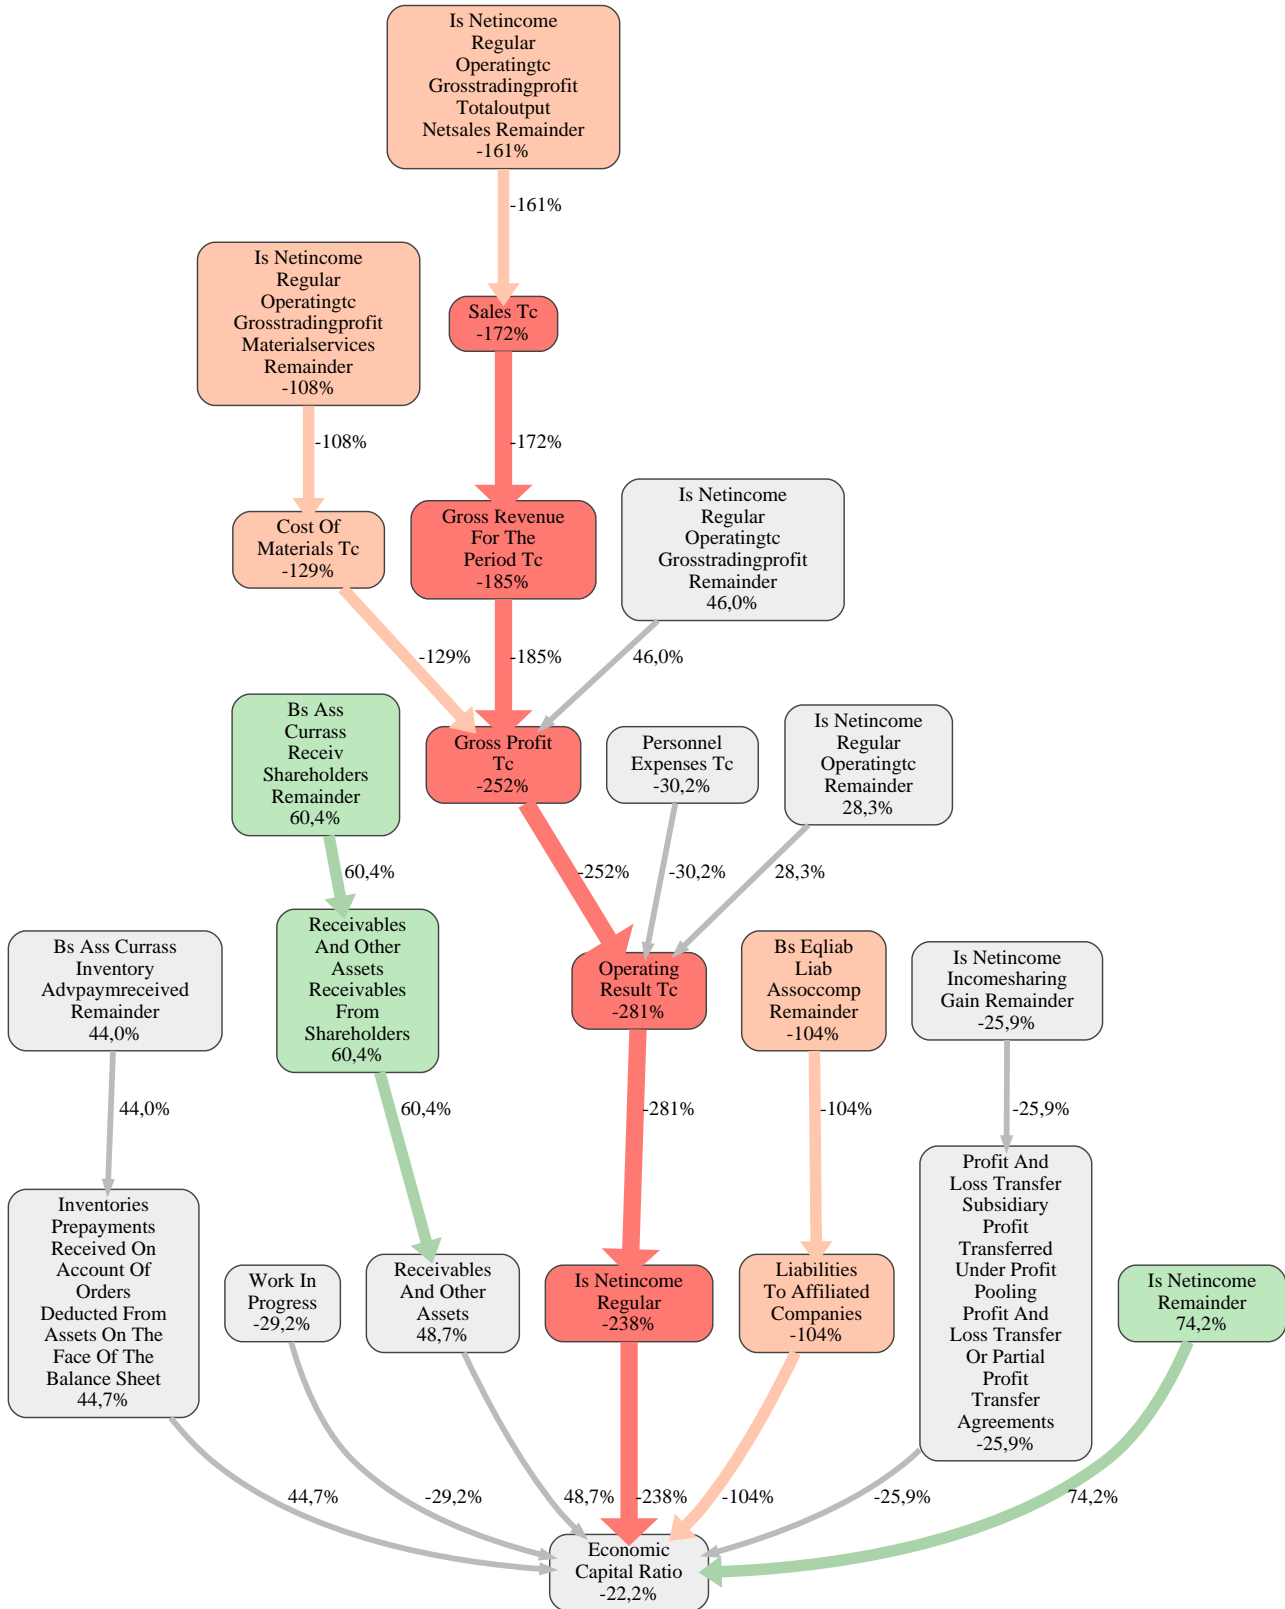 Is Netincome
Regular
Operatingtc
Grosstradingprofit
Totaloutput
Netsales Remainder
-161%
-161%
Is Netincome
Regular
Operatingtc
Grosstradingprofit
Materialservices
Remainder
-108%
Sales Tc
-172%
-108%
-172%
Cost Of
Materials Tc
-129%
Gross Revenue
For The
Period Tc
-185%
Is Netincome
Regular
Operatingtc
Grosstradingprofit
Remainder
46,0%
-129%
-185%
46,0%
Bs Ass
Currass
Receiv
Shareholders
Remainder
60,4%
Gross Profit
Tc
-252%
Personnel
Expenses Tc
-30,2%
Is Netincome
Regular
Operatingtc
Remainder
28,3%
60,4%
-252%
-30,2%
28,3%
Bs Ass Currass
Inventory
Advpaymreceived
Remainder
44,0%
Receivables
And Other
Assets
Receivables
From
Shareholders
60,4%
Operating
Result Tc
-281%
Bs Eqliab
Liab
Assoccomp
Remainder
-104%
Is Netincome
Incomesharing
Gain Remainder
-25,9%
44,0%
60,4%
-281%
-104%
-25,9%
Inventories
Prepayments
Received On
Account Of
Orders
Deducted From
Assets On The
Face Of The
Balance Sheet
44,7%
Work In
Progress
-29,2%
Receivables
And Other
Assets
48,7%
Is Netincome
Regular
-238%
Liabilities
To Affiliated
Companies
-104%
Profit And
Loss Transfer
Subsidiary
Profit
Transferred
Under Profit
Pooling
Profit And
Loss Transfer
Or Partial
Profit
Transfer
Agreements
-25,9%
Is Netincome
Remainder
74,2%
44,7%
-29,2%
48,7%
-238%
-104%
-25,9%
74,2%
Economic
Capital Ratio
-22,2%